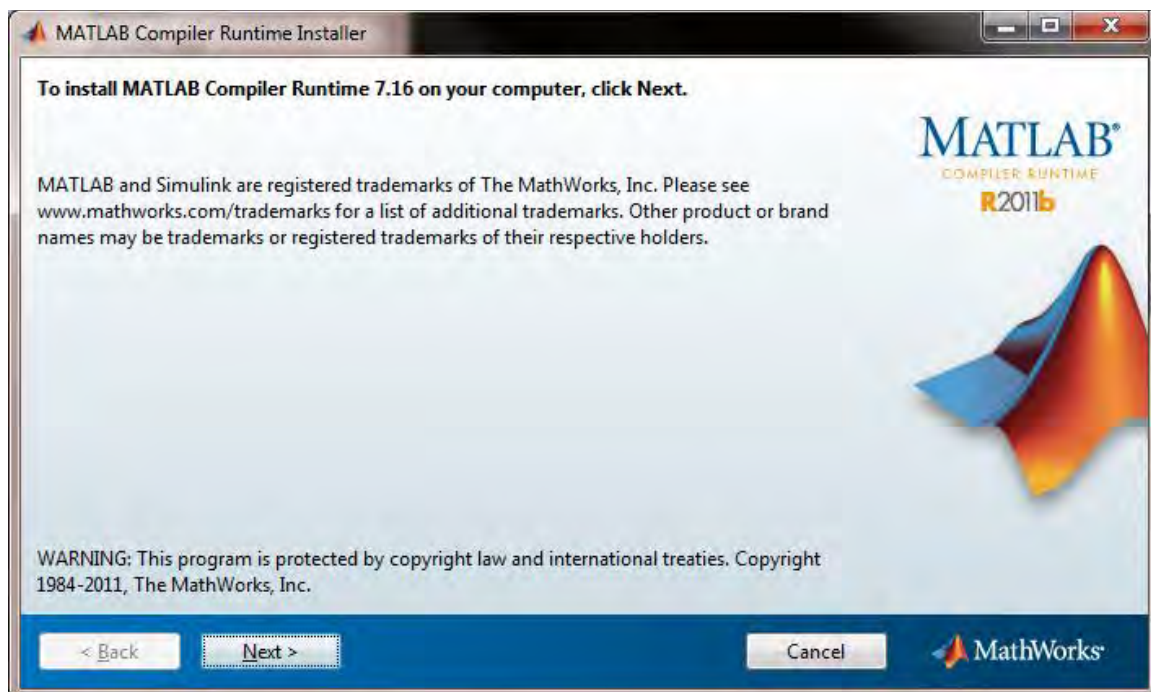 MATLAB Compiler Runtime Installer
To install MATLAB Compiler Runtime 7.16 on your computer, click Next.
MATLAB®
COMPILER RUNTIME
R2011b
MATLAB and Simulink are registered trademarks of The MathWorks, Inc. Please see
www.mathworks.com/trademarks for a list of additional trademarks. Other product or brand
names may be trademarks or registered trademarks of their respective holders.
WARNING: This program is protected by copyright law and international treaties. Copyright
1984-2011, The MathWorks, Inc.
< Back
Next >
Cancel
MathWorks®